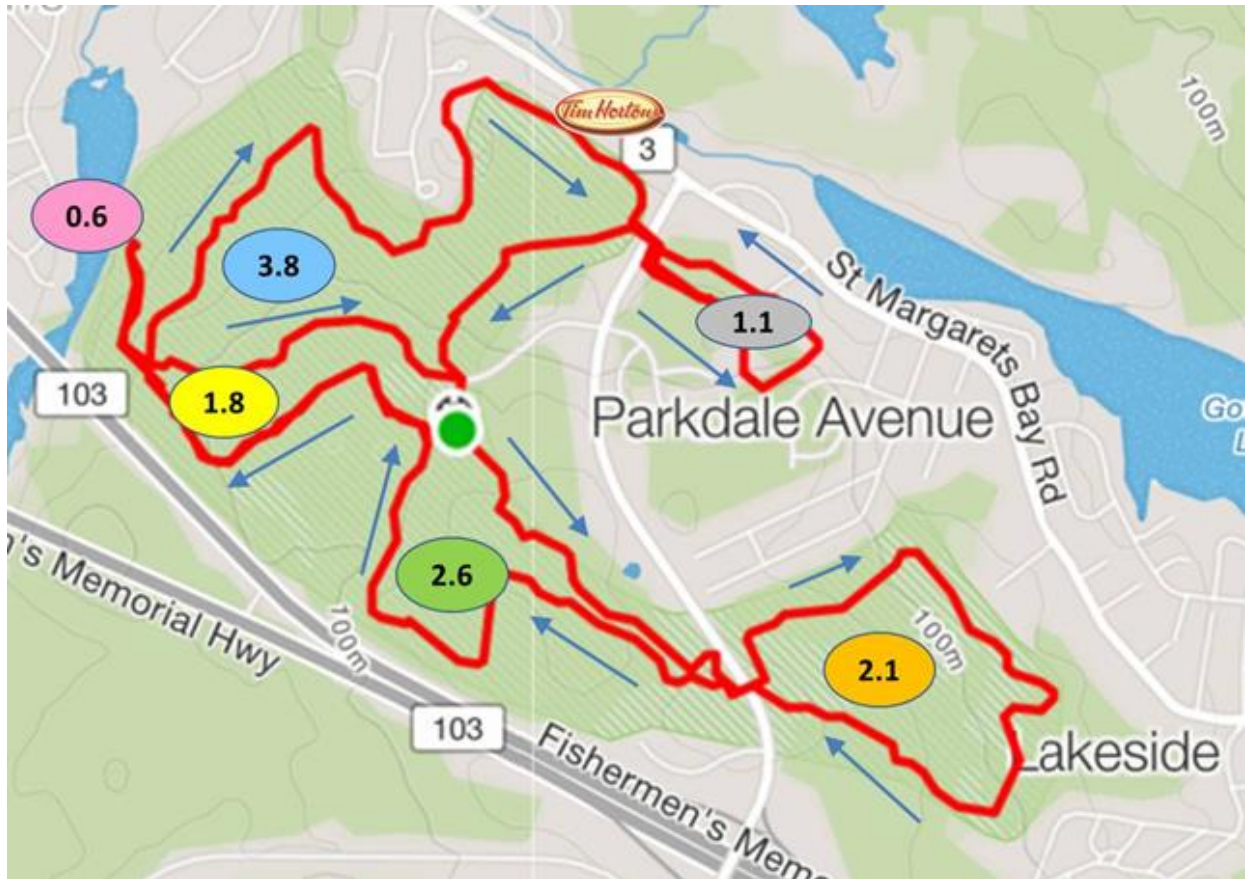 Tim Hortons
100m
3
0.6
3.8
St Margarets Bay Rd
1.1
103
1.8
Parkdale Avenue
Go
L
2.6
n's Memorial Hwy
100m
100m
2.1
103
Lakeside
Fishermen's Memo